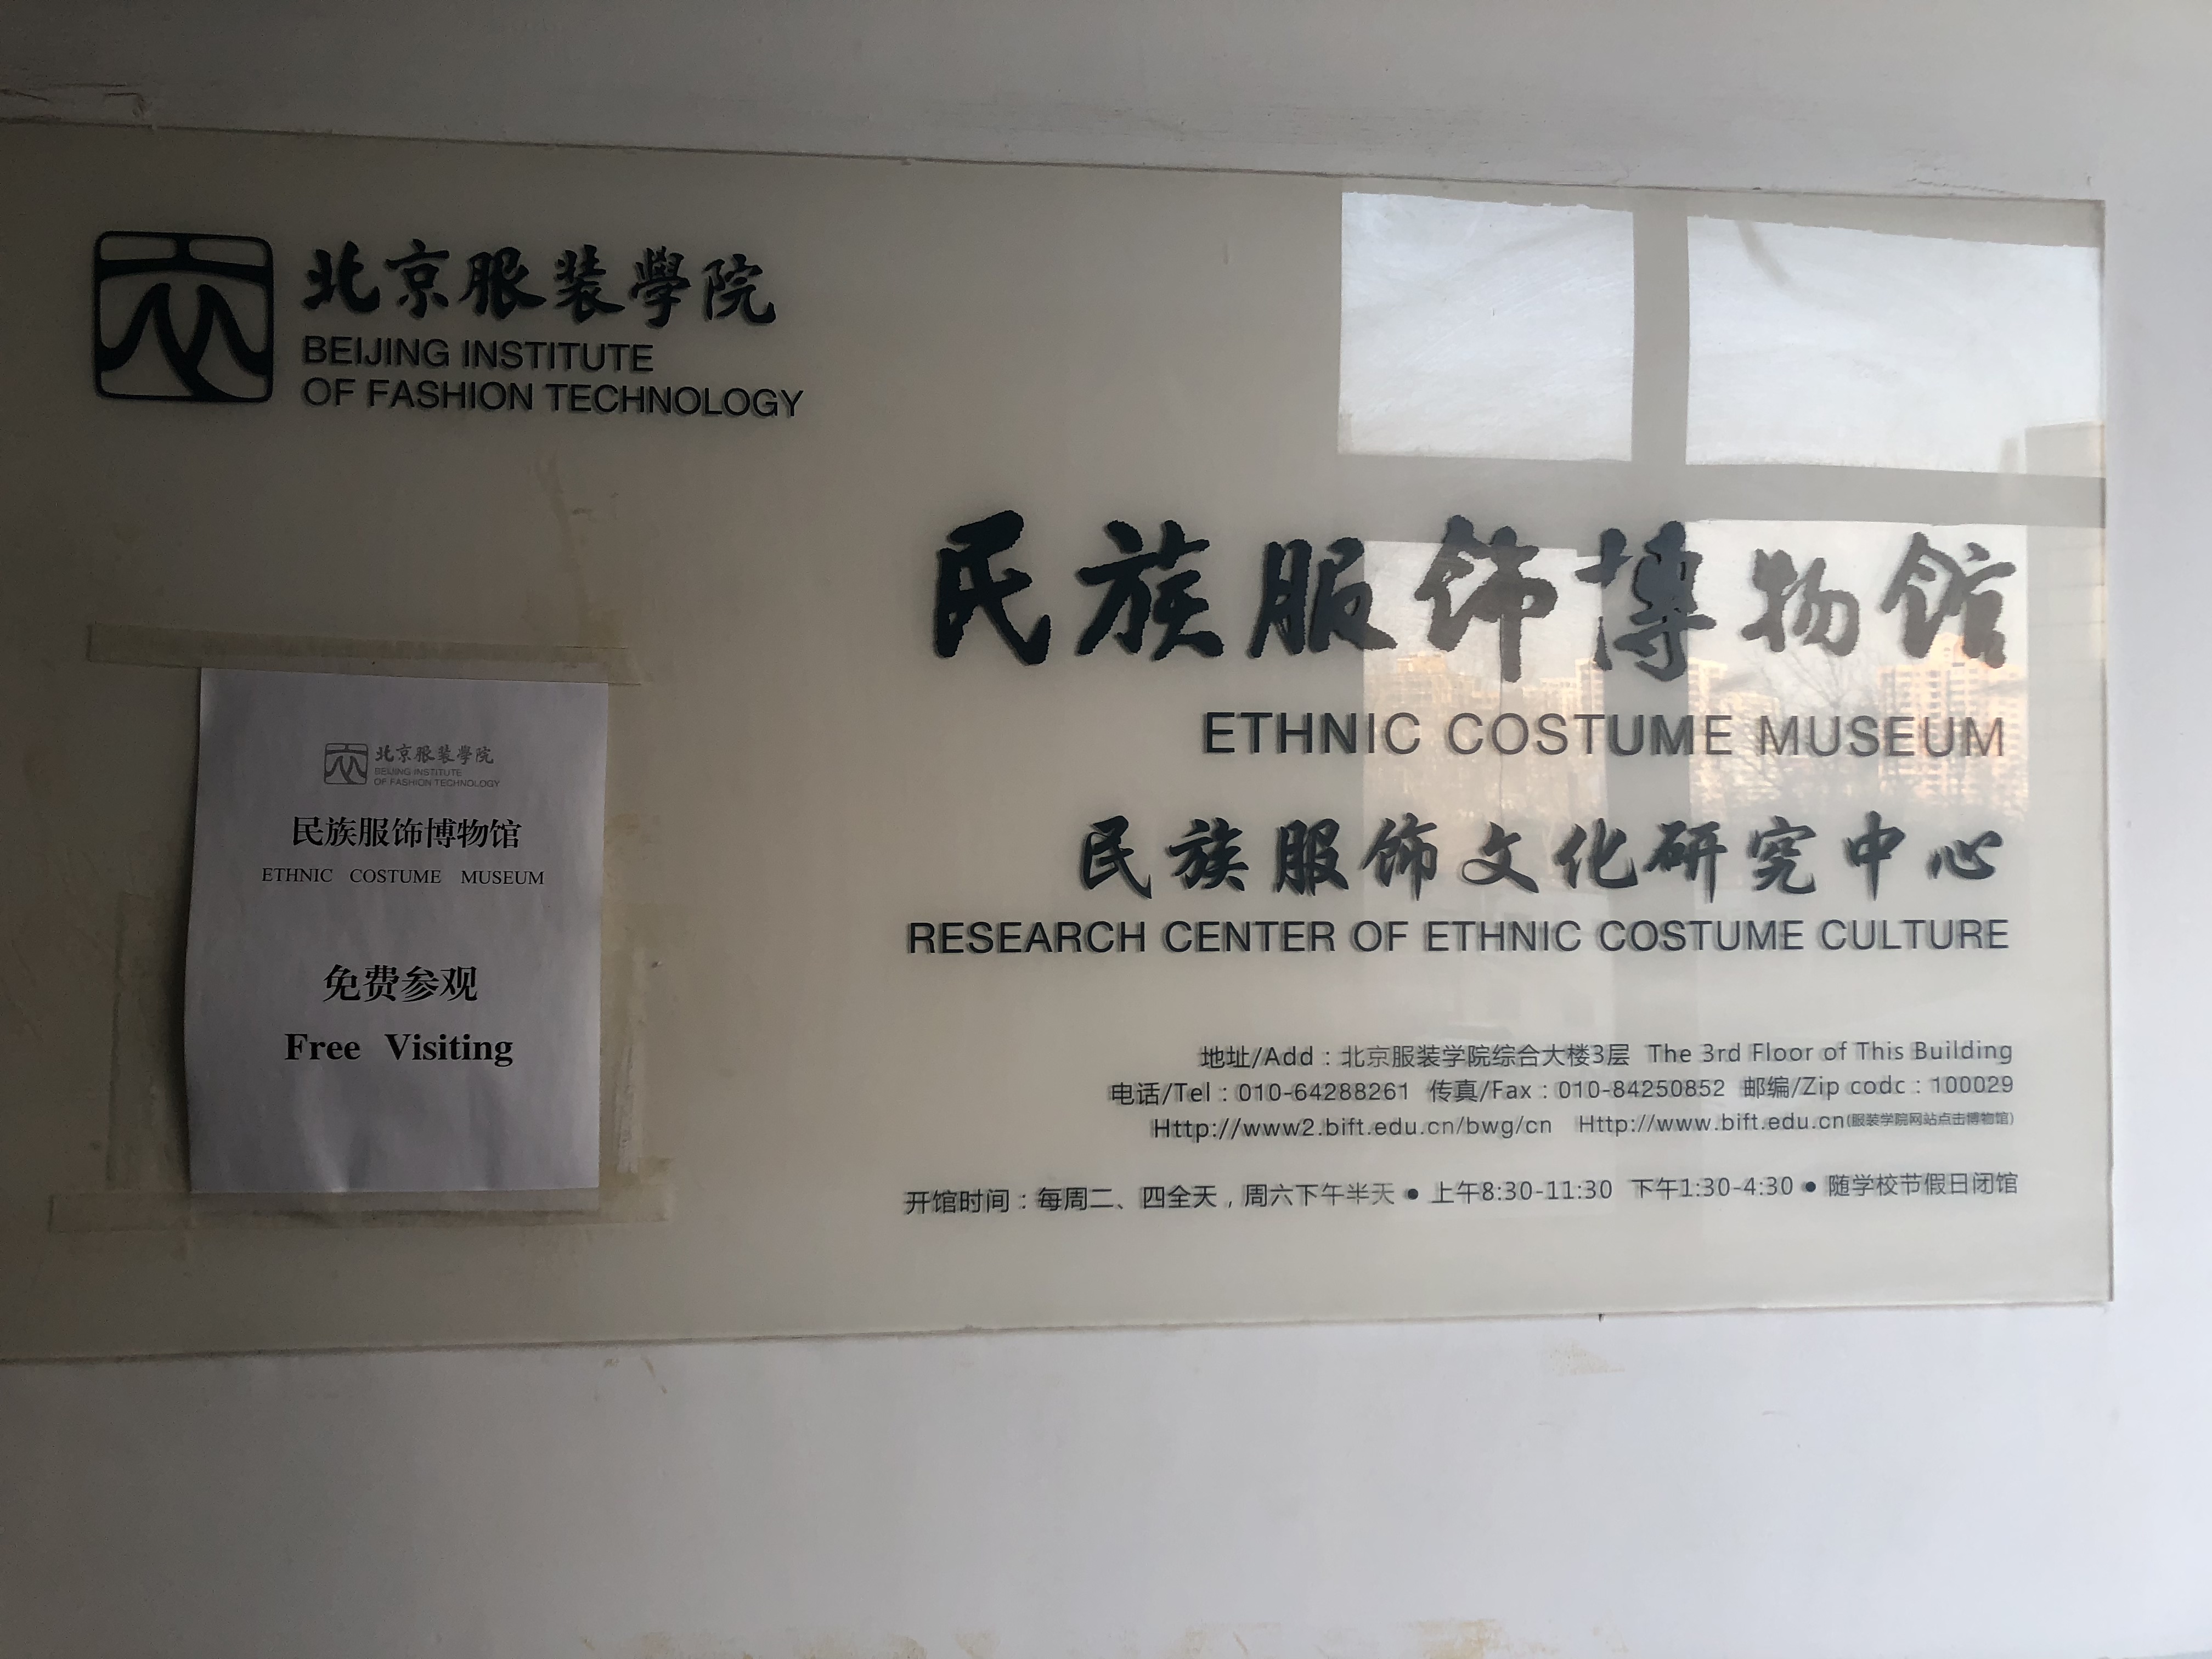 北京服装學院
BEIJING INSTITUTE
OF FASHION TECHNOLOGY
民族服饰博物馆
ETHNIC COSTUME MUSEUM
民族服饰文化研究中心
RESEARCH CENTER OF ETHNIC COSTUME CULTURE
地址/Add：北京服装学院综合大楼3层 The 3rd Floor of This Building
电话/Tel：010-64288261 传真/Fax：010-84250852 邮编/Zip codc：100029
Http://www2.bift.edu.cn/bwg/cn Http://www.bift.edu.cn(服装学院网站点击博物馆)
开馆时间：每周二、四全天，周六下午半天 ● 上午8:30-11:30 下午1:30-4:30 ● 随学校节假日闭馆
北京服装學院
BEIJING INSTITUTE
OF FASHION TECHNOLOGY
民族服饰博物馆
ETHNIC COSTUME MUSEUM
免费参观
Free Visiting